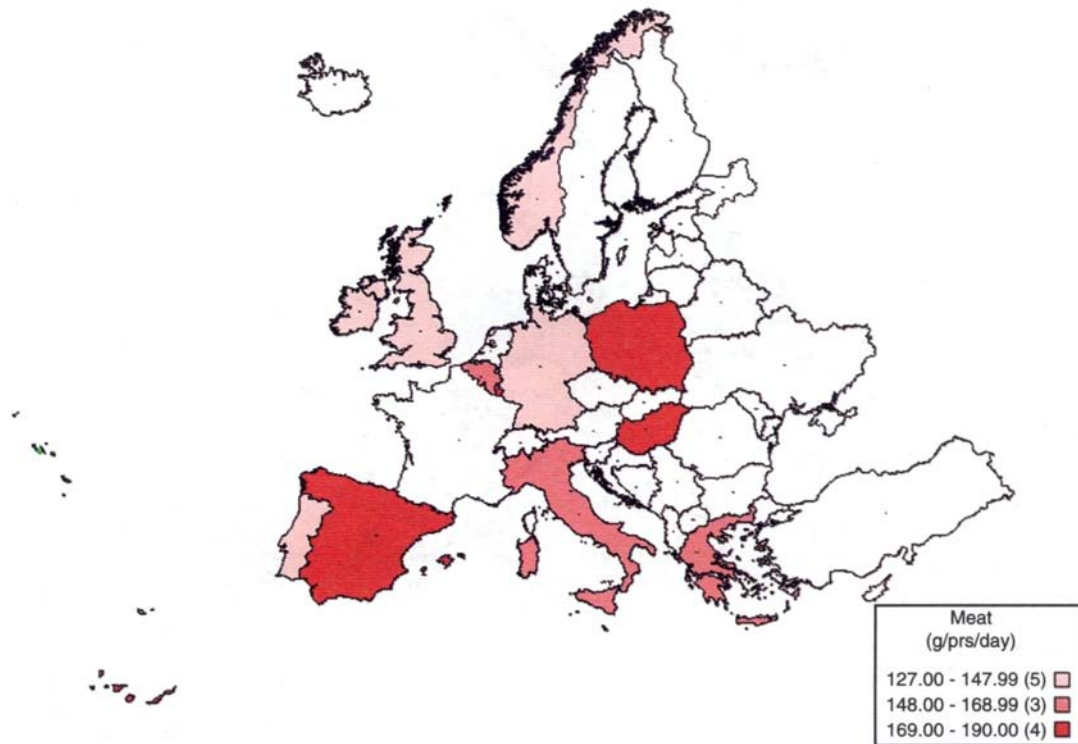 Meat
(g/prs/day)
127.00 - 147.99 (5)
148.00 - 168.99 (3)
169.00 - 190.00 (4)